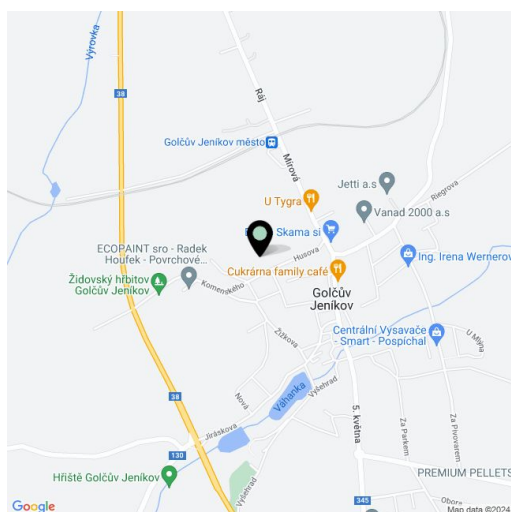 Výrovka
38
Ráj
Golčův Jeníkov město
Mírová
Jetti a.s
Riegrova
U Tygra
Vanad 2000 a.s
Skama si
ECOPAINT sro - Radek
Houfek - Povrchové...
Husova
Ing. Irena Wernerov
Židovský hřbitov
Golčův Jeníkov
Cukrárna family café
Komenského
Golčův
Jeníkov
Centrální Vysavače
- Smart - Pospíchal
Žižkova
U Mlýna
Váhanka
Vyšehrad
38
Nová
5. května
Za Pivovarem
Jiráskova
Za Parkem
130
Hřiště Golčův Jeníkov
PREMIUM PELLETS
Vyšehrad
345
Obora
Google
Map data ©2024